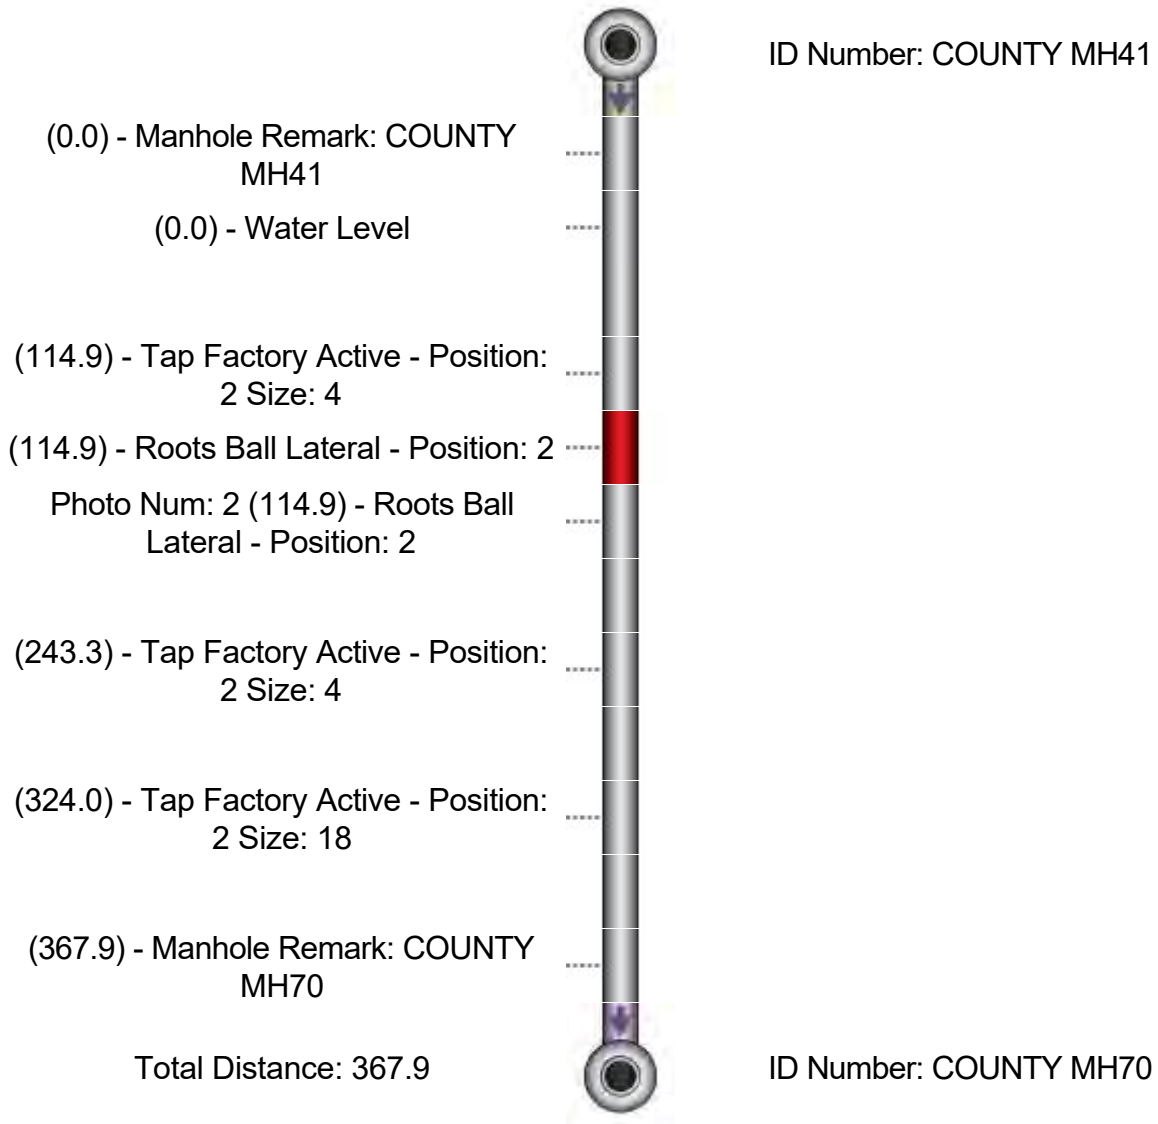 ID Number: COUNTY MH41
(0.0) - Manhole Remark: COUNTY
MH41
(0.0) - Water Level
(114.9) - Tap Factory Active - Position:
2 Size: 4
(114.9) - Roots Ball Lateral - Position: 2
Photo Num: 2 (114.9) - Roots Ball
Lateral - Position: 2
(243.3) - Tap Factory Active - Position:
2 Size: 4
(324.0) - Tap Factory Active - Position:
2 Size: 18
(367.9) - Manhole Remark: COUNTY
MH70
Total Distance: 367.9
ID Number: COUNTY MH70